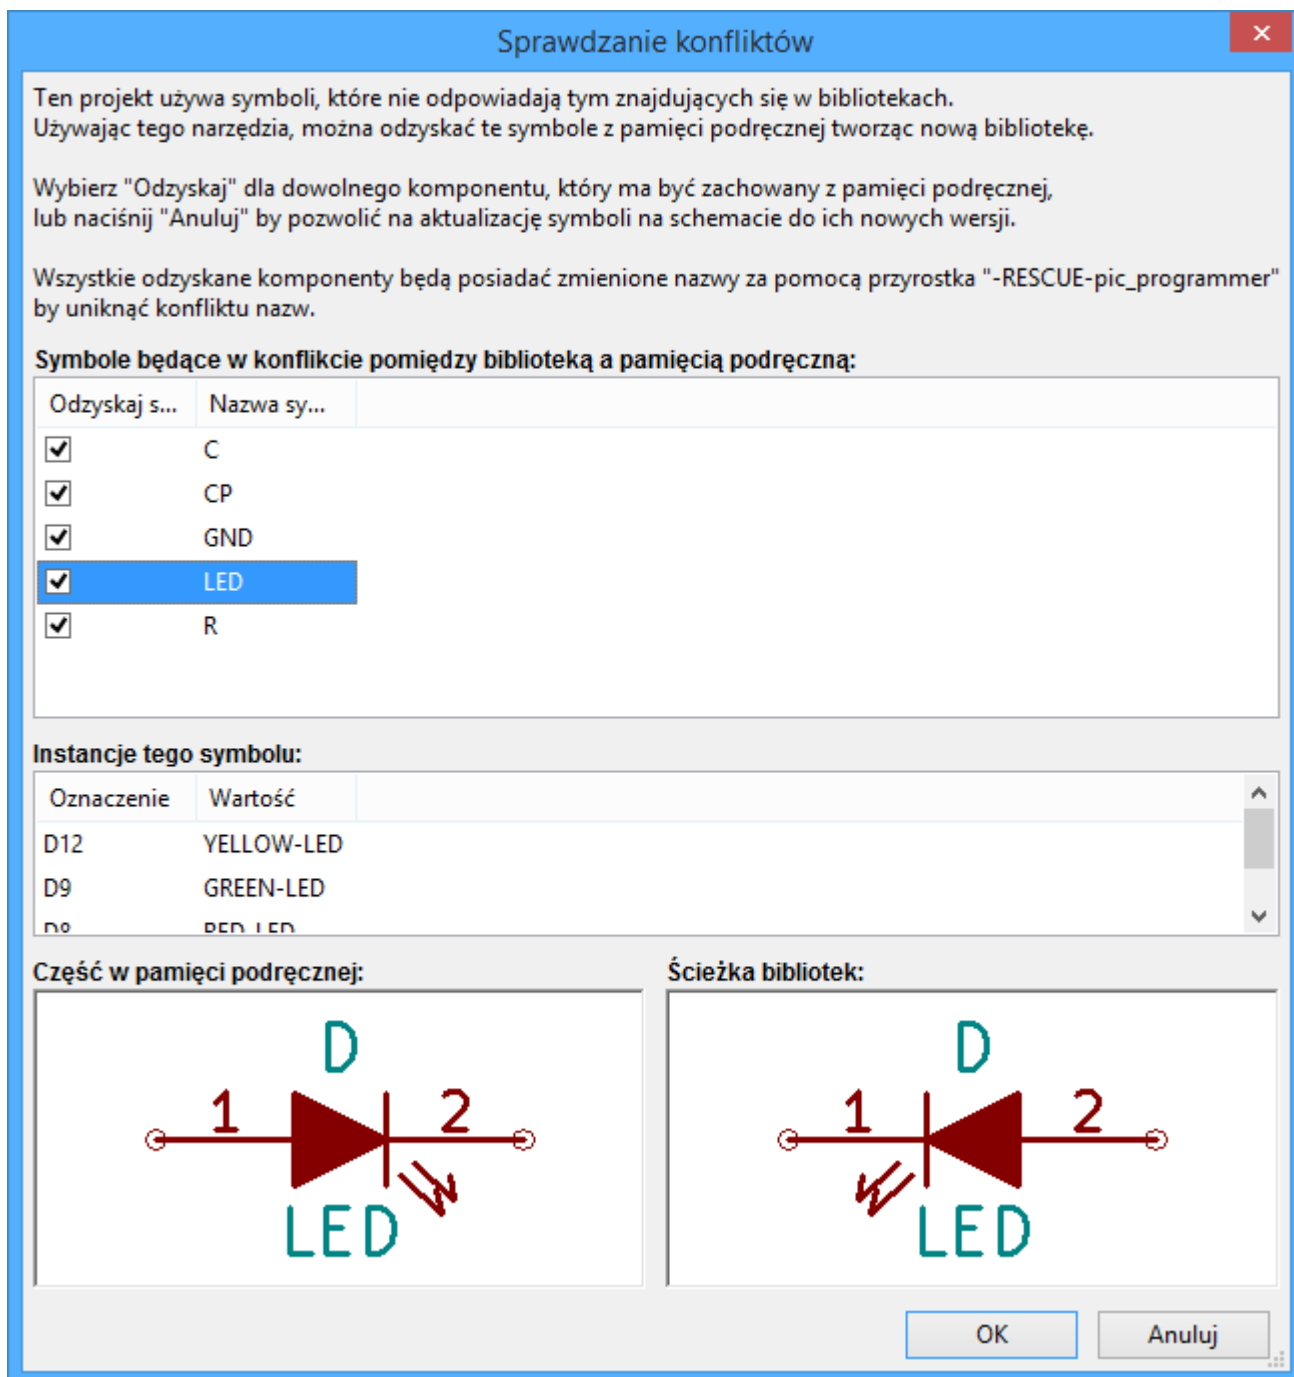 Sprawdzanie konfliktów
Ten projekt używa symboli, które nie odpowiadają tym znajdujących się w bibliotekach.
Używając tego narzędzia, można odzyskać te symbole z pamięci podręcznej tworząc nową bibliotekę.
Wybierz "Odzyskaj" dla dowolnego komponentu, który ma być zachowany z pamięci podręcznej,
lub naciśnij "Anuluj" by pozwolić na aktualizację symboli na schemacie do ich nowych wersji.
Wszystkie odzyskane komponenty będą posiadać zmienione nazwy za pomocą przyrostka "-RESCUE-pic_programmer"
by uniknąć konfliktu nazw.
Symbole będące w konflikcie pomiędzy biblioteką a pamięcią podręczną:
Odzyskaj s... Nazwa sy...
C
CP
GND
LED
R
Instancje tego symbolu:
Oznaczenie Wartość
D12 YELLOW-LED
D9 GREEN-LED
D8 RED-LED
Część w pamięci podręcznej: Ścieżka bibliotek:
D D
1 2 1 2
LED LED
OK Anuluj